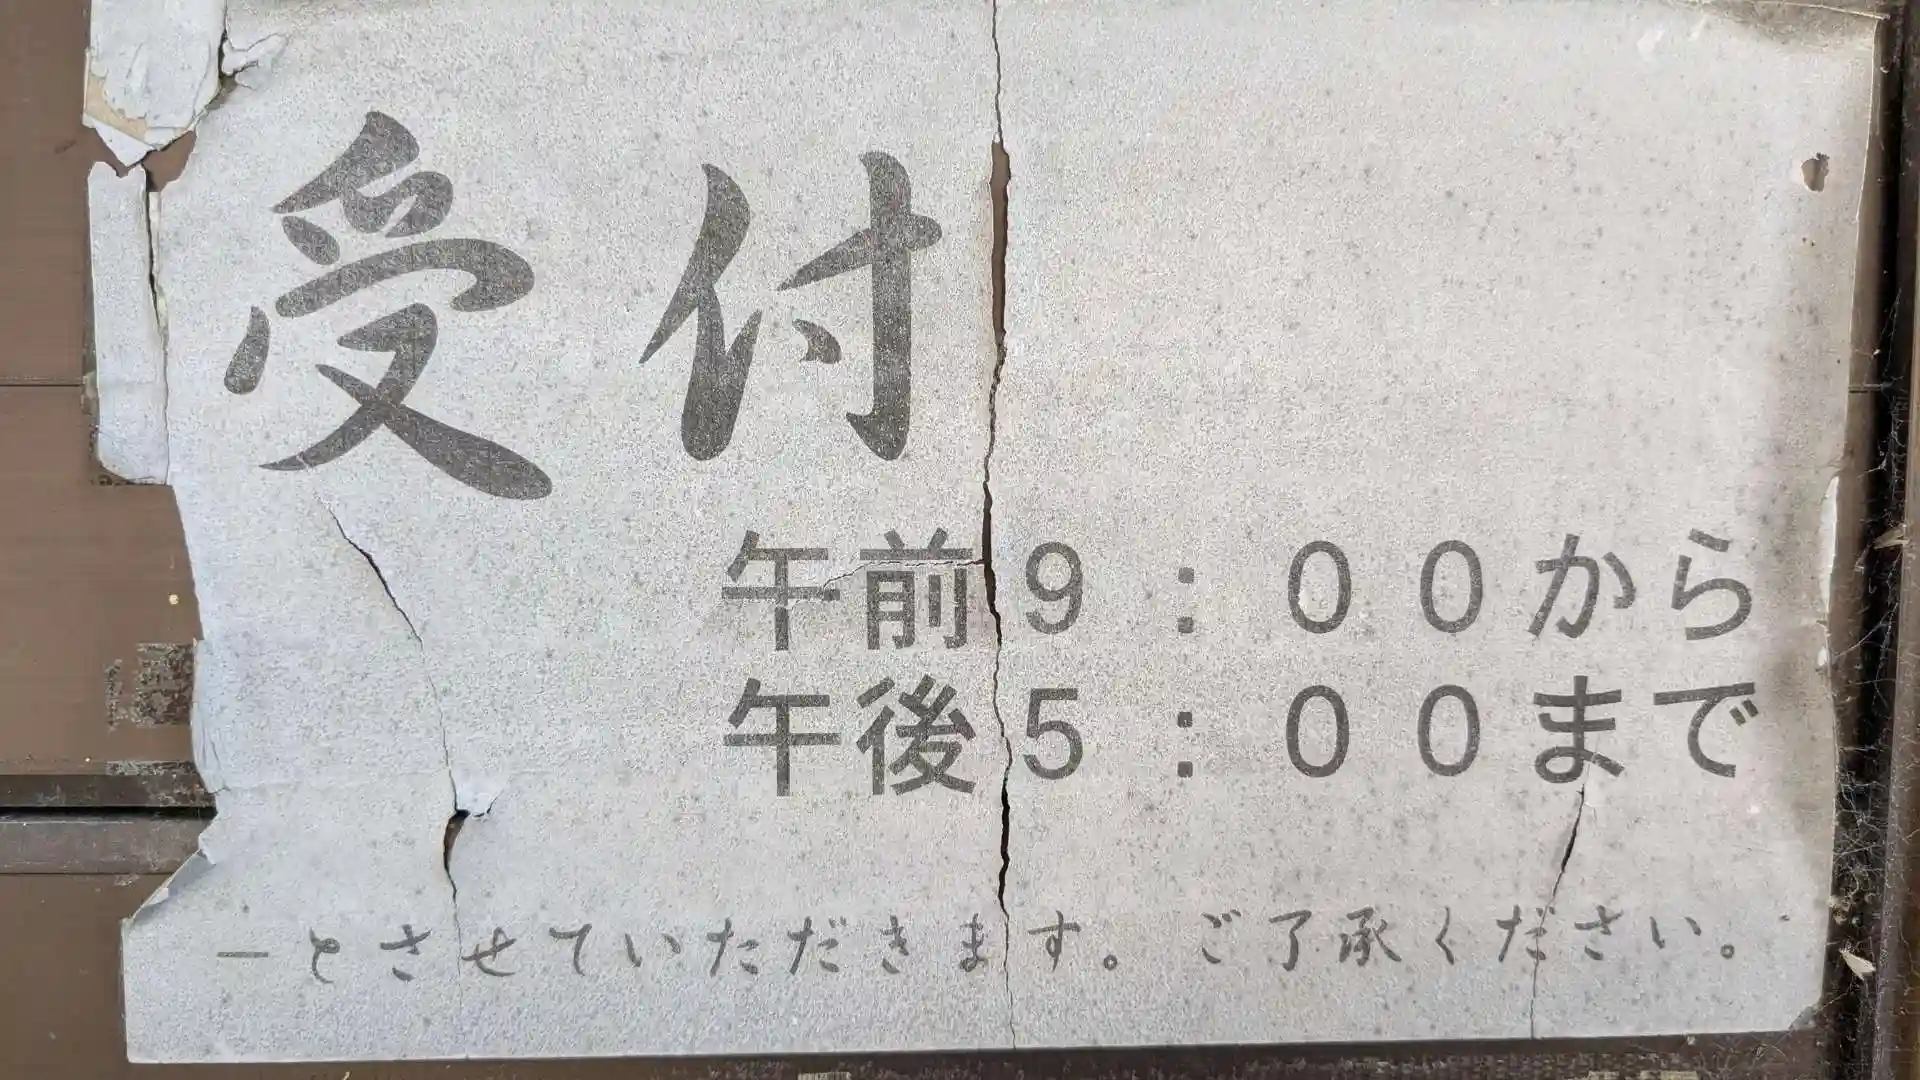 受付
午前9：00から
午後5：00まで
ーとさせていただきます。ご了承ください。